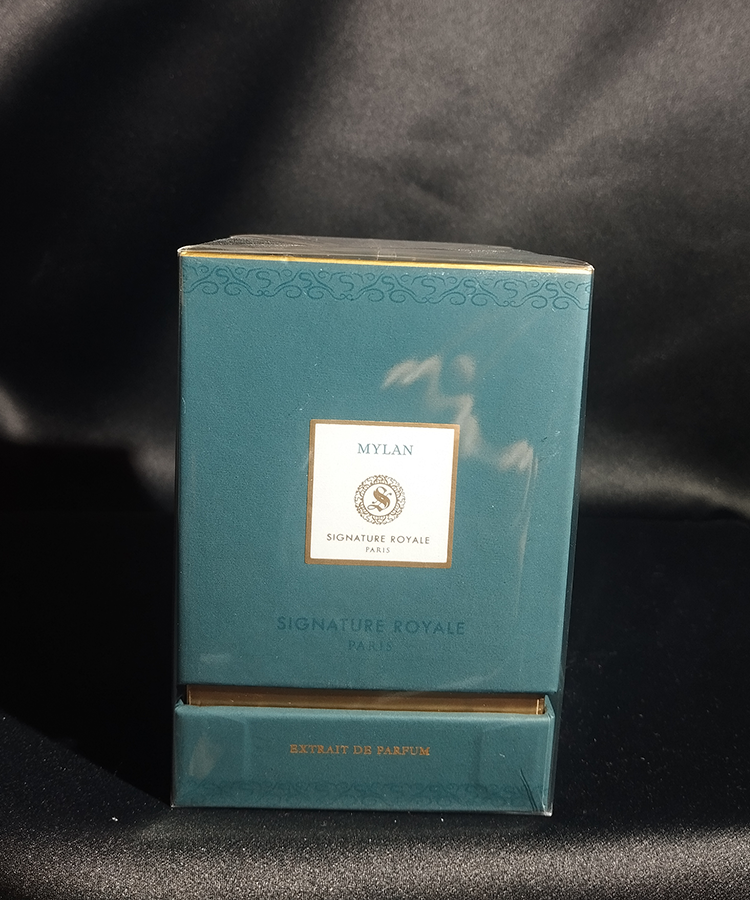 MYLAN
S
SIGNATURE ROYALE
PARIS
SIGNATURE ROYALE
PARIS
EXTRAIT DE PARFUM